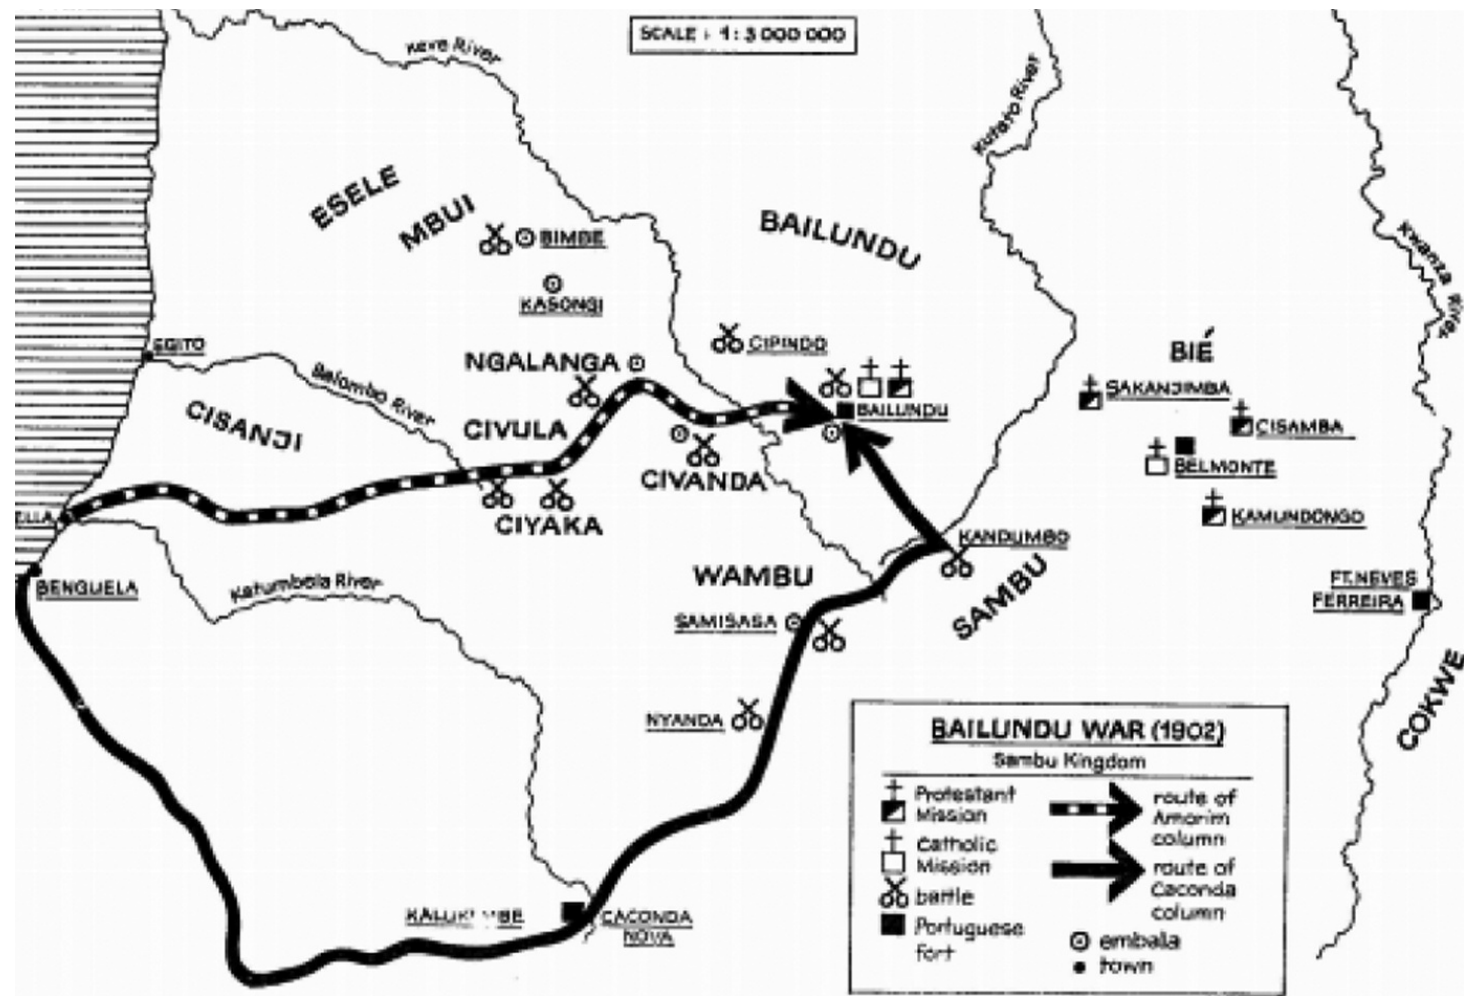 SCALE : 1 : 3 000 000
Keve River
Kutato River
ESELE
MBUI
BAILUNDU
Kwanza River
BIMBE
KASONGI
EGITO
CIPINDO
BIÉ
NGALANGA
Balombo River
SAKANJIMBA
BAILUNDU
CISANJI
CIVULA
CISAMBA
BELMONTE
CIVANDA
CIYAKA
KAMUNDONGO
KANDUMBO
BENGUELA
Katumbela River
WAMBU
SAMBU
FT. NEVES
FERREIRA
SAMISASA
NYANDA
COKWE
CACONDA
NOVA
BAILUNDU WAR (1902)
Sambu Kingdom
Protestant
Mission
Catholic
Mission
battle
Portuguese
fort
route of
Amorim
column
route of
Caconda
column
embala
town